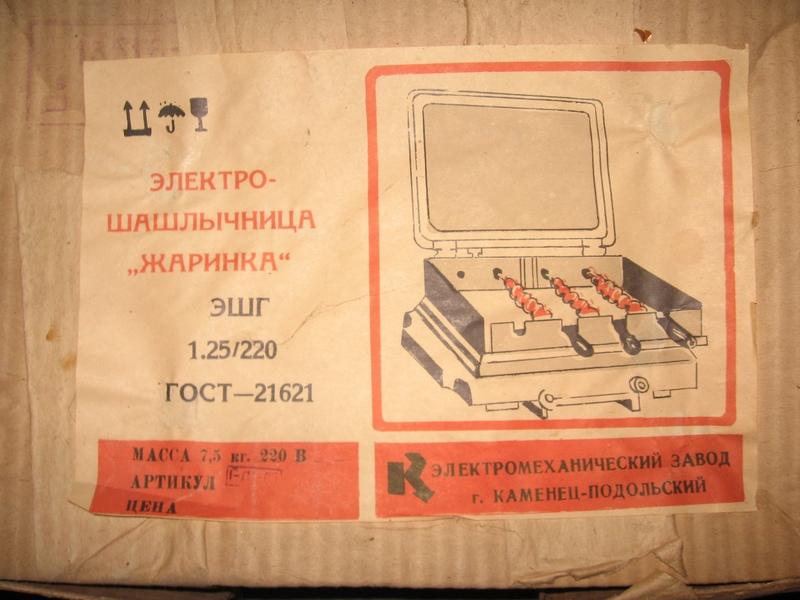 ЭЛЕКТРО-
ШАШЛЫЧНИЦА
„ЖАРИНКА“
ЭШГ
1.25/220
ГОСТ—21621
МАССА 7,5 кг. 220 В
АРТИКУЛ
ЦЕНА
ЭЛЕКТРОМЕХАНИЧЕСКИЙ ЗАВОД
г. КАМЕНЕЦ-ПОДОЛЬСКИЙ